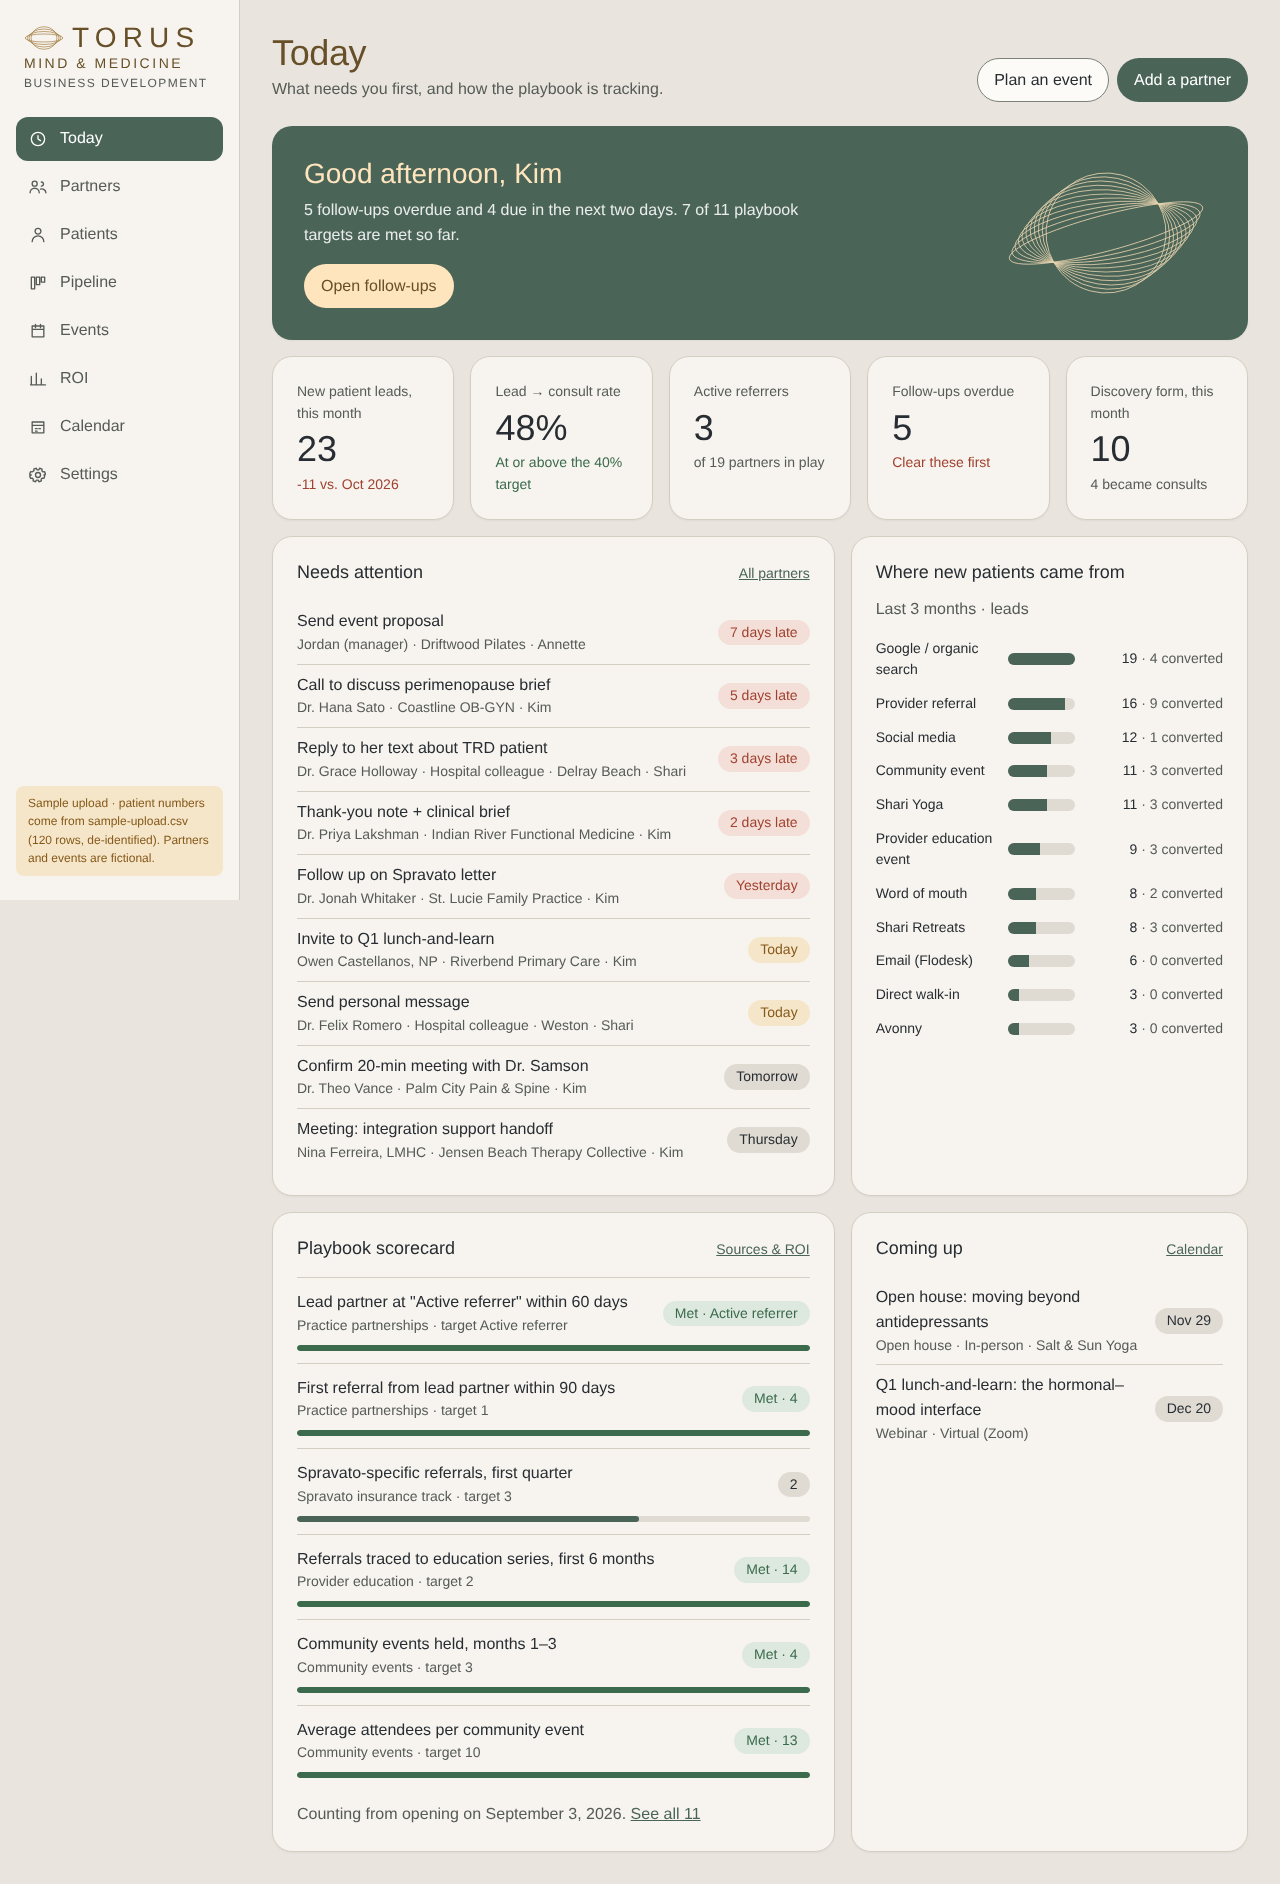 TORUS
MIND & MEDICINE
BUSINESS DEVELOPMENT
Today
Partners
Patients
Pipeline
Events
ROI
Calendar
Settings
Sample upload · patient numbers
come from sample-upload.csv
(120 rows, de-identified). Partners
and events are fictional.
Today
What needs you first, and how the playbook is tracking.
Plan an event
Add a partner
Good afternoon, Kim
5 follow-ups overdue and 4 due in the next two days. 7 of 11 playbook
targets are met so far.
Open follow-ups
New patient leads,
this month
23
-11 vs. Oct 2026
Lead → consult rate
48%
At or above the 40%
target
Active referrers
3
of 19 partners in play
Follow-ups overdue
5
Clear these first
Discovery form, this
month
10
4 became consults
Needs attention
All partners
Send event proposal
Jordan (manager) · Driftwood Pilates · Annette
7 days late
Call to discuss perimenopause brief
Dr. Hana Sato · Coastline OB-GYN · Kim
5 days late
Reply to her text about TRD patient
Dr. Grace Holloway · Hospital colleague · Delray Beach · Shari
3 days late
Thank-you note + clinical brief
Dr. Priya Lakshman · Indian River Functional Medicine · Kim
2 days late
Follow up on Spravato letter
Dr. Jonah Whitaker · St. Lucie Family Practice · Kim
Yesterday
Invite to Q1 lunch-and-learn
Owen Castellanos, NP · Riverbend Primary Care · Kim
Today
Send personal message
Dr. Felix Romero · Hospital colleague · Weston · Shari
Today
Confirm 20-min meeting with Dr. Samson
Dr. Theo Vance · Palm City Pain & Spine · Kim
Tomorrow
Meeting: integration support handoff
Nina Ferreira, LMHC · Jensen Beach Therapy Collective · Kim
Thursday
Where new patients came from
Last 3 months · leads
Google / organic
search
19 · 4 converted
Provider referral
16 · 9 converted
Social media
12 · 1 converted
Community event
11 · 3 converted
Shari Yoga
11 · 3 converted
Provider education
event
9 · 3 converted
Word of mouth
8 · 2 converted
Shari Retreats
8 · 3 converted
Email (Flodesk)
6 · 0 converted
Direct walk-in
3 · 0 converted
Avonny
3 · 0 converted
Playbook scorecard
Sources & ROI
Lead partner at "Active referrer" within 60 days
Practice partnerships · target Active referrer
Met · Active referrer
First referral from lead partner within 90 days
Practice partnerships · target 1
Met · 4
Spravato-specific referrals, first quarter
Spravato insurance track · target 3
2
Referrals traced to education series, first 6 months
Provider education · target 2
Met · 14
Community events held, months 1–3
Community events · target 3
Met · 4
Average attendees per community event
Community events · target 10
Met · 13
Counting from opening on September 3, 2026. See all 11
Coming up
Calendar
Open house: moving beyond
antidepressants
Open house · In-person · Salt & Sun Yoga
Nov 29
Q1 lunch-and-learn: the hormonal–
mood interface
Webinar · Virtual (Zoom)
Dec 20